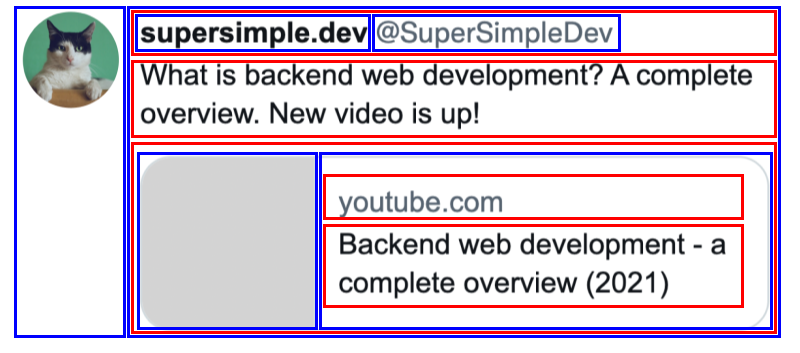 supersimple.dev @SuperSimpleDev
What is backend web development? A complete
overview. New video is up!
youtube.com
Backend web development - a
complete overview (2021)